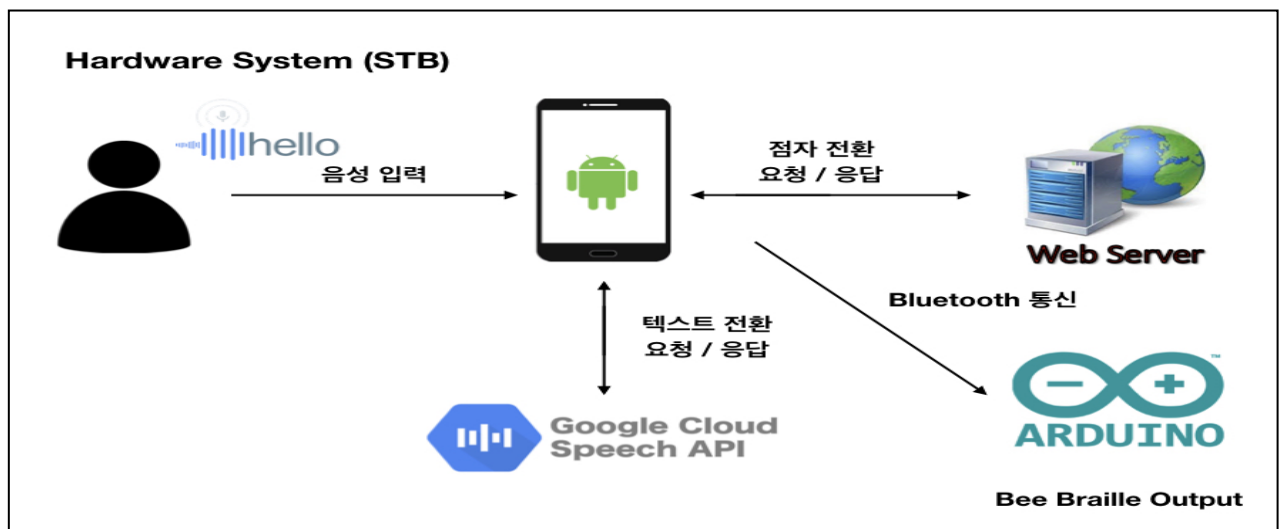 Hardware System (STB)
hello
음성 입력
점자 전환
요청 / 응답
Web Server
Bluetooth 통신
텍스트 전환
요청 / 응답
Google Cloud
Speech API
ARDUINO
TM
Bee Braille Output